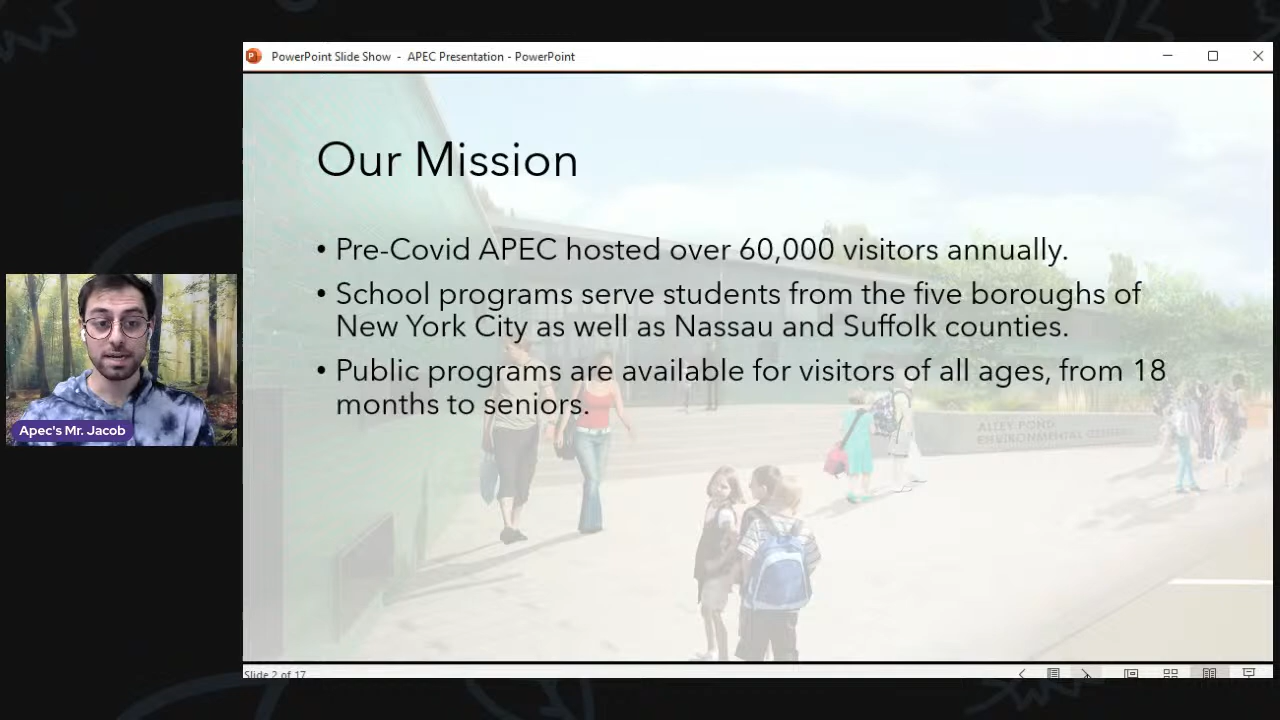 PowerPoint Slide Show - APEC Presentation - PowerPoint
Our Mission
• Pre-Covid APEC hosted over 60,000 visitors annually.
• School programs serve students from the five boroughs of
New York City as well as Nassau and Suffolk counties.
• Public programs are available for visitors of all ages, from 18
months to seniors.
ALLEY POND
ENVIRONMENTAL
Apec's Mr. Jacob
Slide 2 of 17